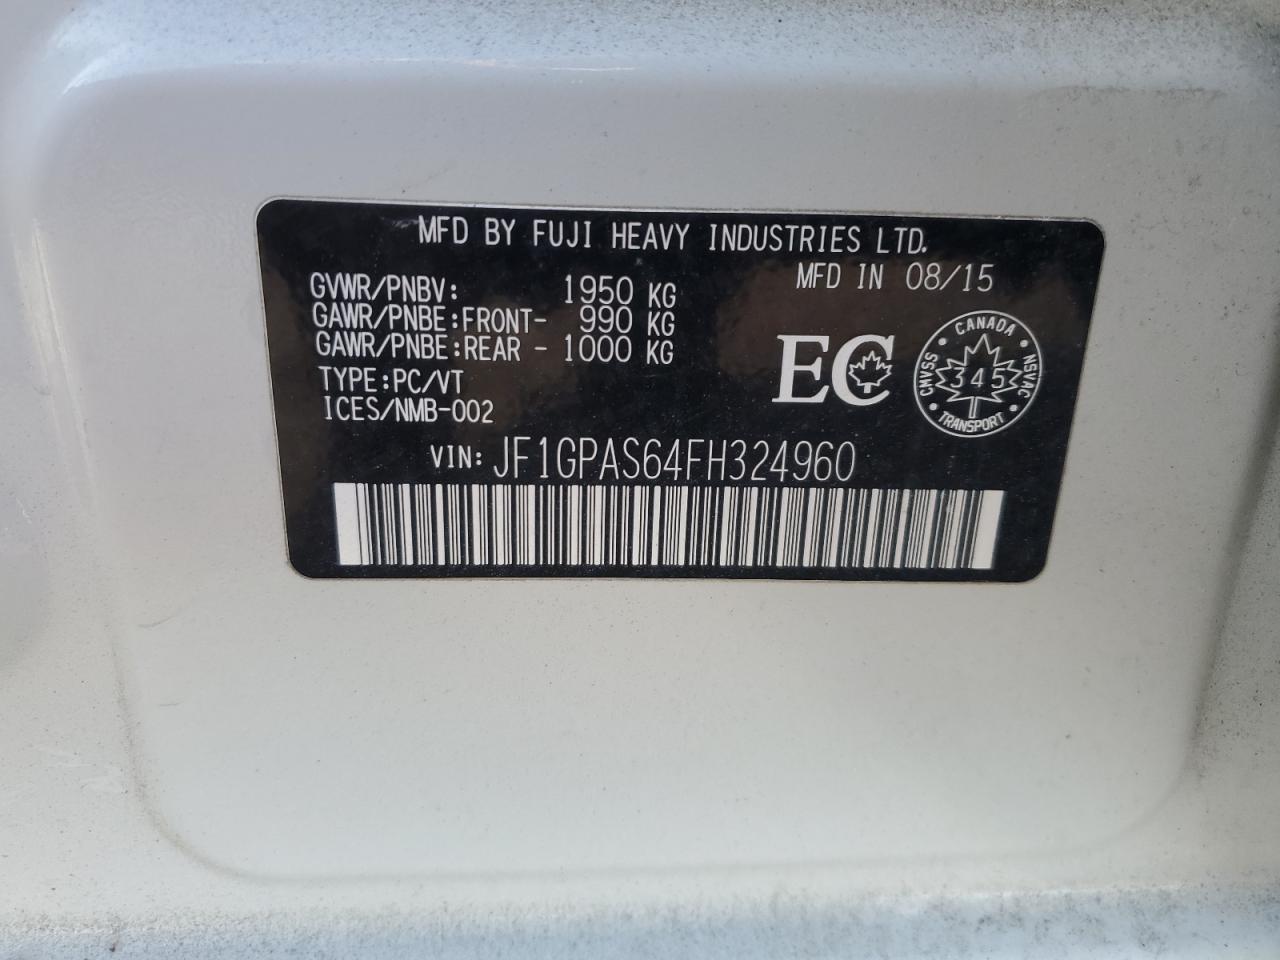 MFD BY FUJI HEAVY INDUSTRIES LTD.
MFD IN 08/15
GVWR/PNBV: 1950 KG
GAWR/PNBE:FRONT- 990 KG
GAWR/PNBE:REAR - 1000 KG
TYPE:PC/VT
ICES/NMB-002
EC
CANADA
CMVSS
345
NSVAC
TRANSPORT
VIN: JF1GPAS64FH324960